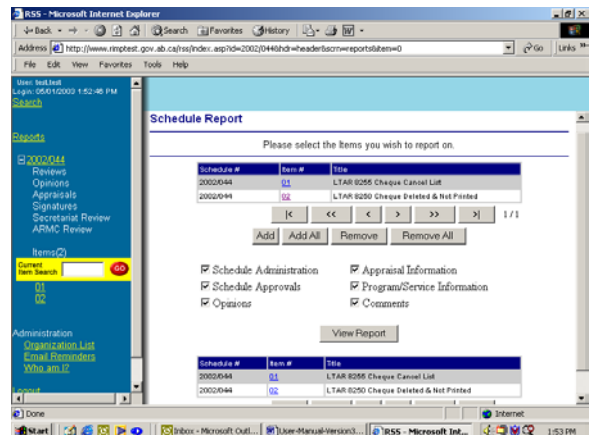 RSS - Microsoft Internet Explorer
Back Search Favorites History
Address http://www.rimptest.gov.ab.ca/rss/index.asp?id=2002/044&hdr=header&scrn=reports&item=0 Go Links
File Edit View Favorites Tools Help
User: test.test
Login: 05/01/2003 1:52:46 PM
Search
Reports
2002/044
Reviews
Opinions
Appraisals
Signatures
Secretariat Review
ARMC Review
Items(2)
Current
Item Search GO
01
02
Administration
Organization List
Email Reminders
Who am I?
Logout
Schedule Report
Please select the Items you wish to report on.
Schedule # Item # Title
2002/044 01 LTAR 8255 Cheque Cancel List
2002/044 02 LTAR 8250 Cheque Deleted & Not Printed
|< << < > >> >| 1 / 1
Add Add All Remove Remove All
Schedule Administration Appraisal Information
Schedule Approvals Program/Service Information
Opinions Comments
View Report
Schedule # Item # Title
2002/044 01 LTAR 8255 Cheque Cancel List
2002/044 02 LTAR 8250 Cheque Deleted & Not Printed
Done Internet
Start Inbox - Microsoft Outl... User-Manual-Version3... RSS - Microsoft Int... 1:53 PM